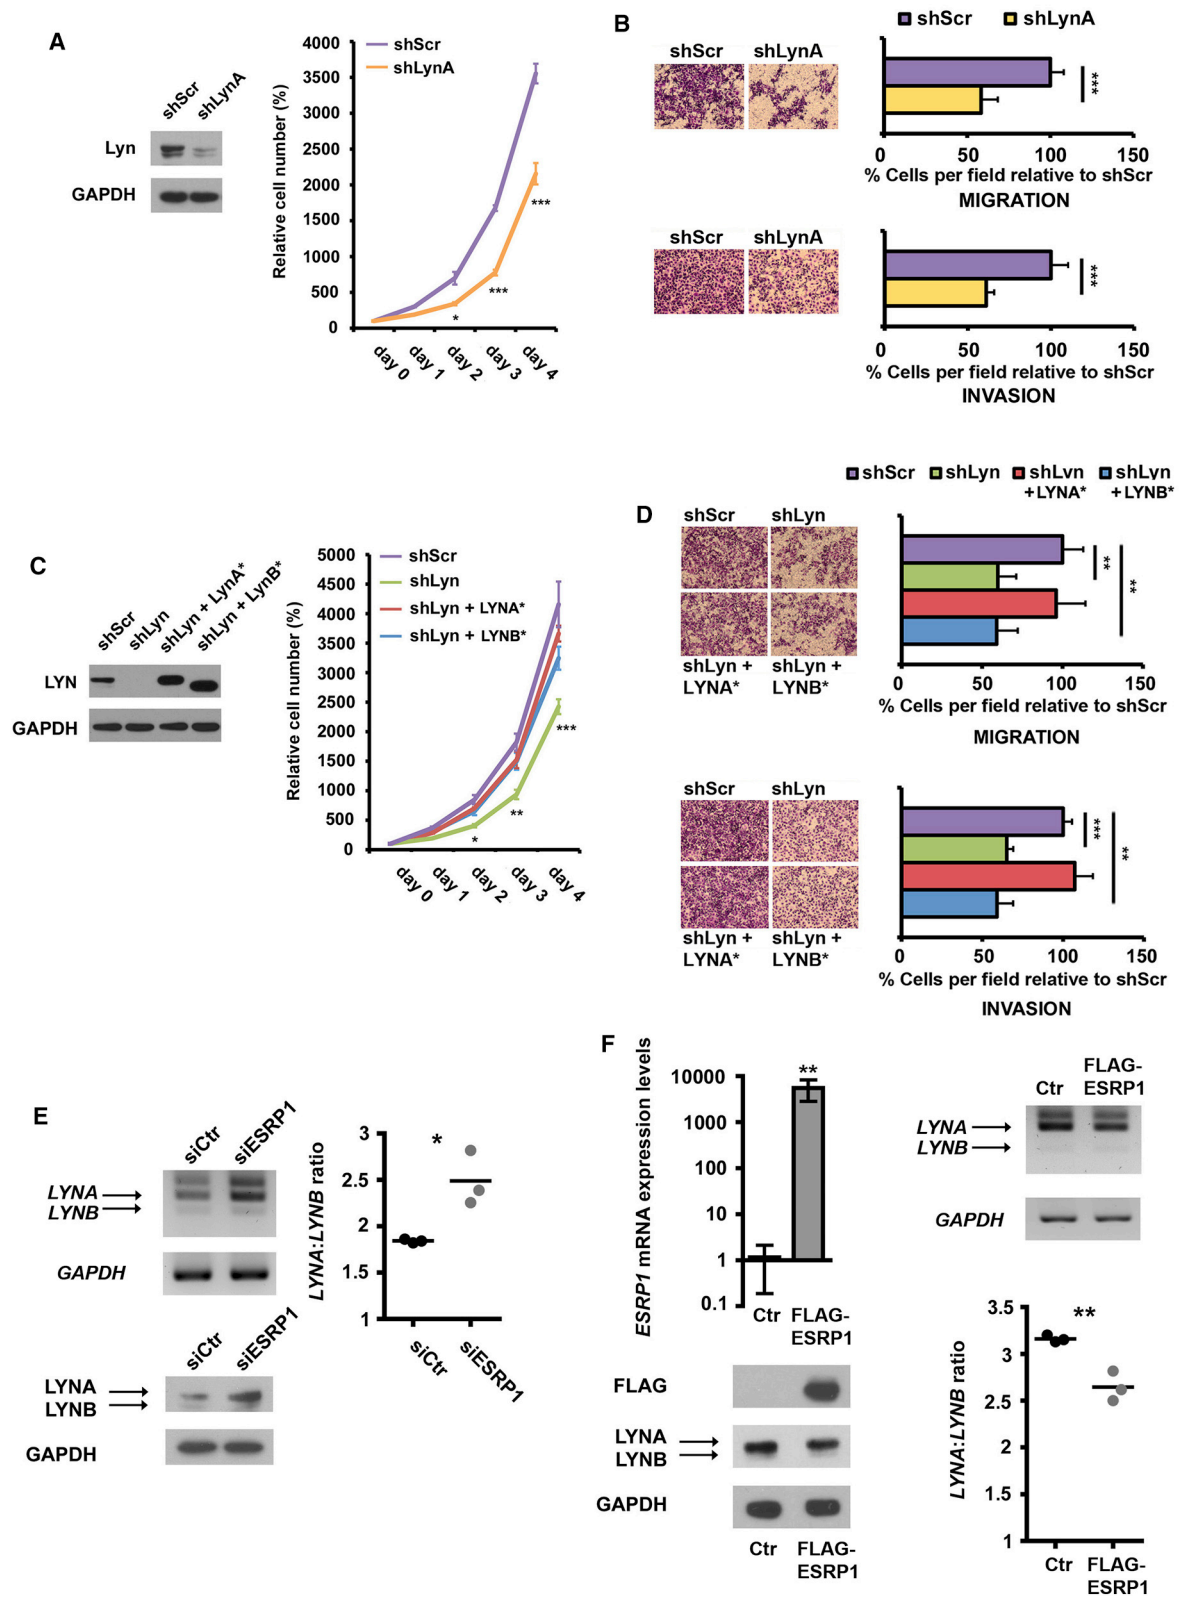 A
shScr
shLynA
Lyn
GAPDH
Relative cell number (%)
4000
3500
3000
2500
2000
1500
1000
500
0
shScr
shLynA
*
***
***
day 0
day 1
day 2
day 3
day 4
B
shScr
shLynA
shScr
shLynA
***
0
50
100
150
% Cells per field relative to shScr
MIGRATION
shScr
shLynA
***
0
50
100
150
% Cells per field relative to shScr
INVASION
C
shScr
shLyn
shLyn + LynA*
shLyn + LynB*
LYN
GAPDH
Relative cell number (%)
5000
4500
4000
3500
3000
2500
2000
1500
1000
500
0
shScr
shLyn
shLyn + LYNA*
shLyn + LYNB*
*
**
***
day 0
day 1
day 2
day 3
day 4
D
shScr
shLyn
shLyn
+LYNA*
shLyn
+LYNB*
shScr
shLyn
shLyn +
LYNA*
shLyn +
LYNB*
**
**
0
50
100
150
% Cells per field relative to shScr
MIGRATION
shScr
shLyn
shLyn +
LYNA*
shLyn +
LYNB*
***
**
0
50
100
150
% Cells per field relative to shScr
INVASION
E
siCtr
siESRP1
LYNA
LYNB
GAPDH
siCtr
siESRP1
LYNA
LYNB
GAPDH
LYNA:LYNB ratio
3
2.5
2
1.5
1
*
siCtr
siESRP1
F
ESRP1 mRNA expression levels
10000
1000
100
10
1
0.1
**
Ctr
FLAG-
ESRP1
FLAG
LYNA
LYNB
GAPDH
Ctr
FLAG-
ESRP1
Ctr
FLAG-
ESRP1
LYNA
LYNB
GAPDH
LYNA:LYNB ratio
3.5
3
2.5
2
1.5
1
**
Ctr
FLAG-
ESRP1